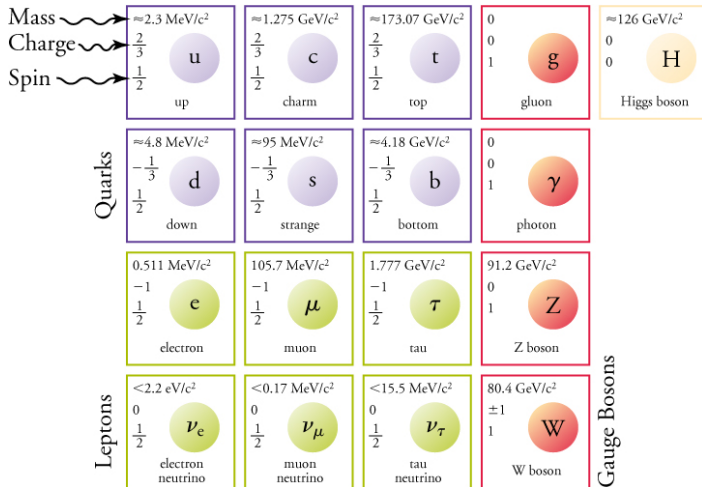 Mass
Charge
Spin
≈2.3 MeV/c²
2/3
1/2
u
up
≈1.275 GeV/c²
2/3
1/2
c
charm
≈173.07 GeV/c²
2/3
1/2
t
top
0
0
1
g
gluon
≈126 GeV/c²
0
0
H
Higgs boson
Quarks
≈4.8 MeV/c²
-1/3
1/2
d
down
≈95 MeV/c²
-1/3
1/2
s
strange
≈4.18 GeV/c²
-1/3
1/2
b
bottom
0
0
1
γ
photon
0.511 MeV/c²
-1
1/2
e
electron
105.7 MeV/c²
-1
1/2
μ
muon
1.777 GeV/c²
-1
1/2
τ
tau
91.2 GeV/c²
0
1
Z
Z boson
Leptons
<2.2 eV/c²
0
1/2
νe
electron
neutrino
<0.17 MeV/c²
0
1/2
νμ
muon
neutrino
<15.5 MeV/c²
0
1/2
ντ
tau
neutrino
80.4 GeV/c²
±1
1
W
W boson
Gauge Bosons